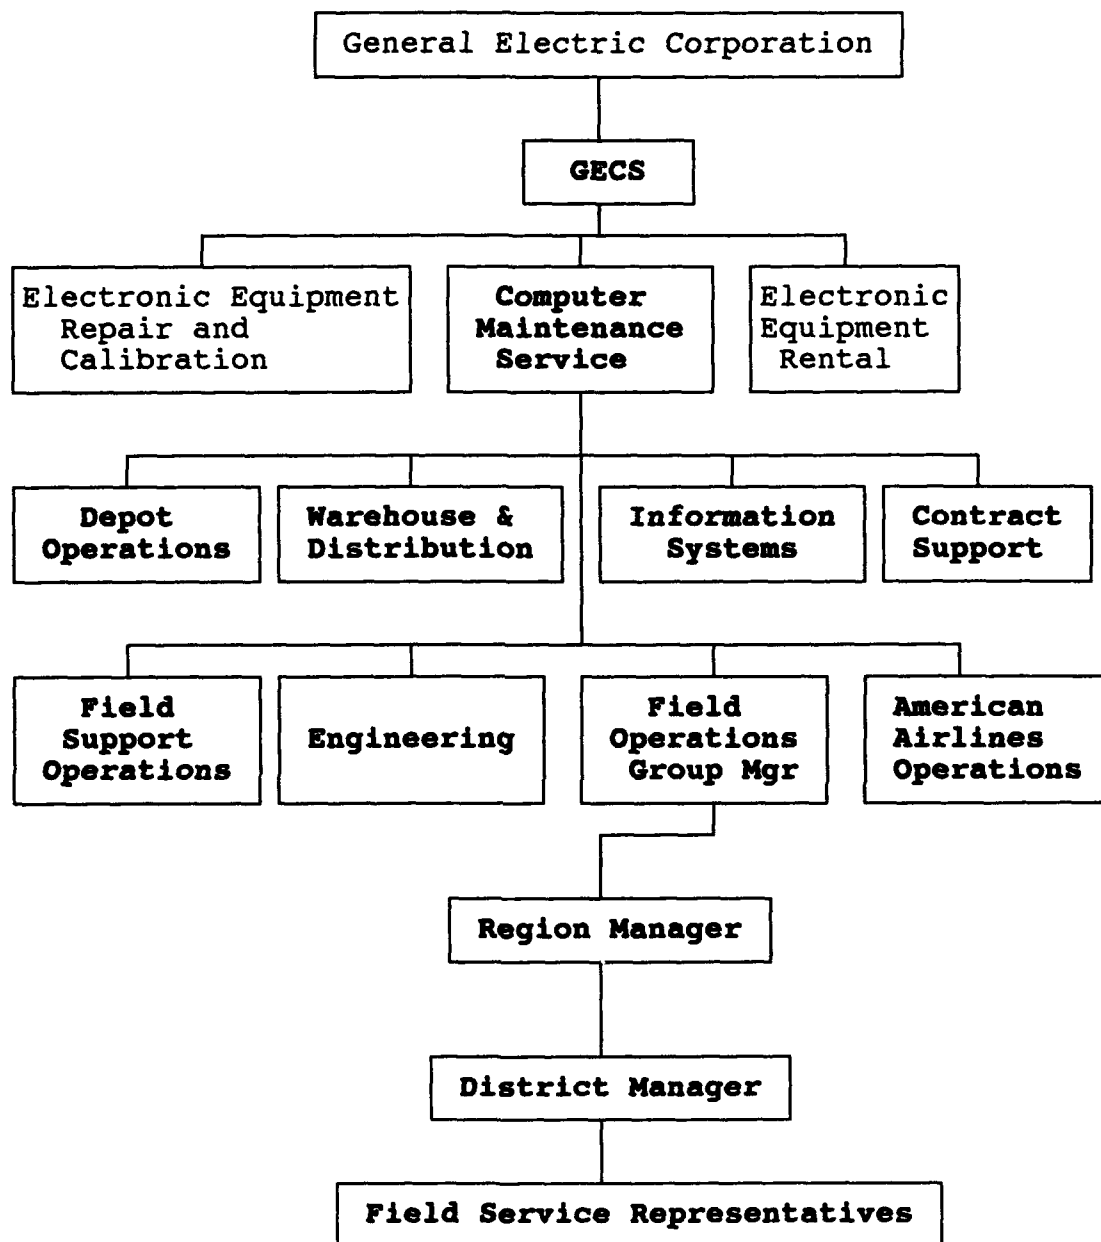 General Electric Corporation
GECS
Electronic Equipment
Repair and
Calibration
Computer
Maintenance
Service
Electronic
Equipment
Rental
Depot
Operations
Warehouse &
Distribution
Information
Systems
Contract
Support
Field
Support
Operations
Engineering
Field
Operations
Group Mgr
American
Airlines
Operations
Region Manager
District Manager
Field Service Representatives